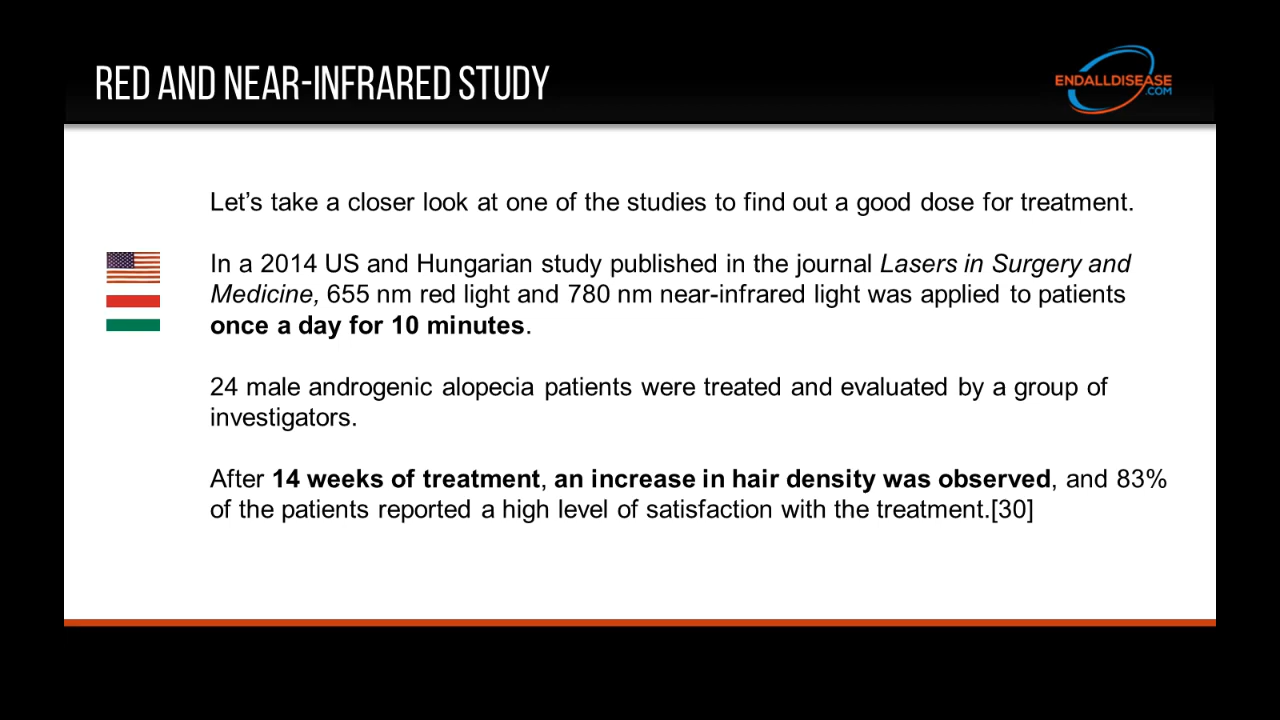 RED AND NEAR-INFRARED STUDY
ENDALLDISEASE
.COM
Let's take a closer look at one of the studies to find out a good dose for treatment.
In a 2014 US and Hungarian study published in the journal Lasers in Surgery and
Medicine, 655 nm red light and 780 nm near-infrared light was applied to patients
once a day for 10 minutes.
24 male androgenic alopecia patients were treated and evaluated by a group of
investigators.
After 14 weeks of treatment, an increase in hair density was observed, and 83%
of the patients reported a high level of satisfaction with the treatment.[30]